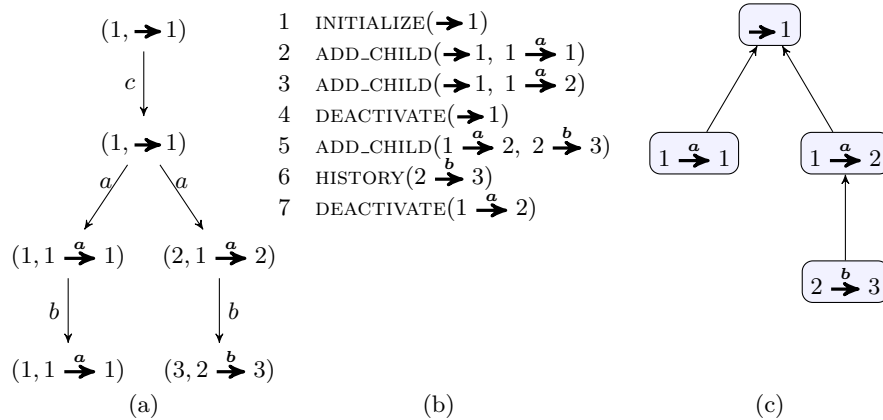 (1, → 1)
c
(1, → 1)
a a
(1, 1 a→ 1) (2, 1 a→ 2)
b b
(1, 1 a→ 1) (3, 2 b→ 3)
(a)
1 INITIALIZE(→ 1)
2 ADD_CHILD(→ 1, 1 a→ 1)
3 ADD_CHILD(→ 1, 1 a→ 2)
4 DEACTIVATE(→ 1)
5 ADD_CHILD(1 a→ 2, 2 b→ 3)
6 HISTORY(2 b→ 3)
7 DEACTIVATE(1 a→ 2)
(b)
→ 1
1 a→ 1 1 a→ 2
2 b→ 3
(c)